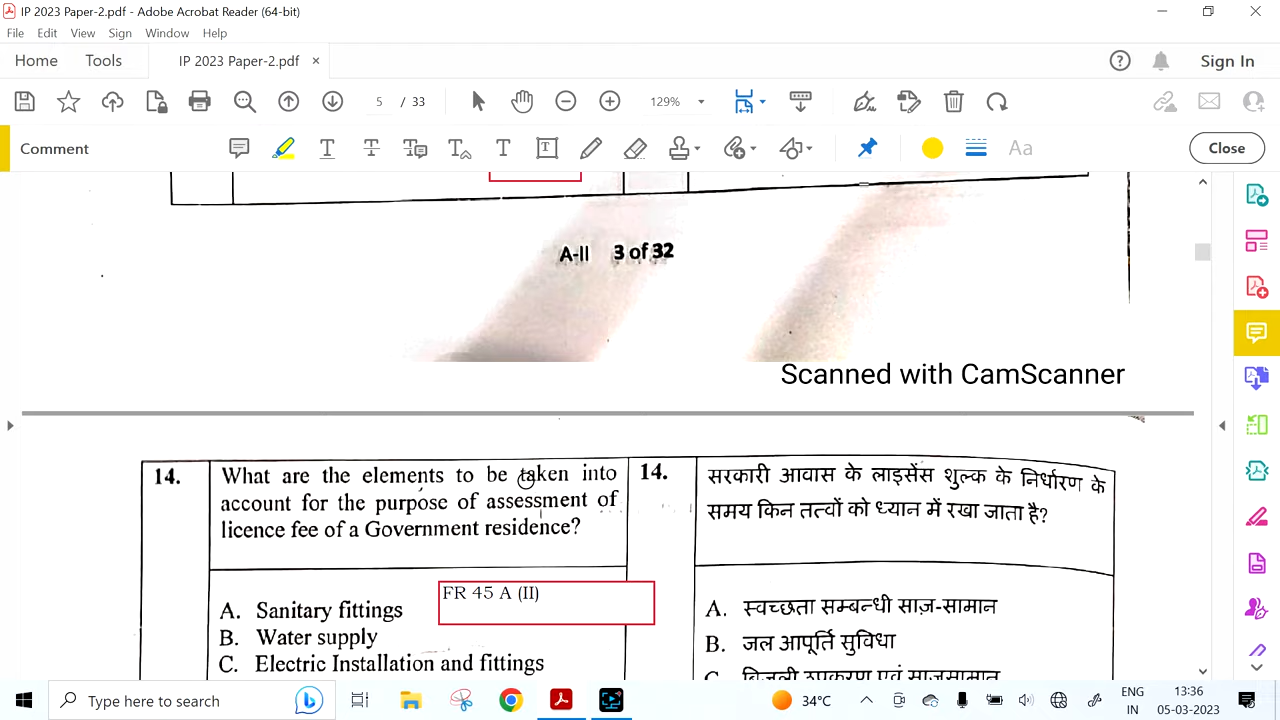 IP 2023 Paper-2.pdf - Adobe Acrobat Reader (64-bit)
File Edit View Sign Window Help
Home Tools IP 2023 Paper-2.pdf × Sign In
5 / 33 129%
Comment Aa Close
A-II 3 of 32
Scanned with CamScanner
14. What are the elements to be taken into
account for the purpose of assessment of
licence fee of a Government residence?
FR 45 A (II)
A. Sanitary fittings
B. Water supply
C. Electric Installation and fittings
14. सरकारी आवास के लाइसेंस शुल्क के निर्धारण के
समय किन तत्वों को ध्यान में रखा जाता है?
A. स्वच्छता सम्बन्धी साज़-सामान
B. जल आपूर्ति सुविधा
Type here to search 34°C ENG 13:36
IN 05-03-2023